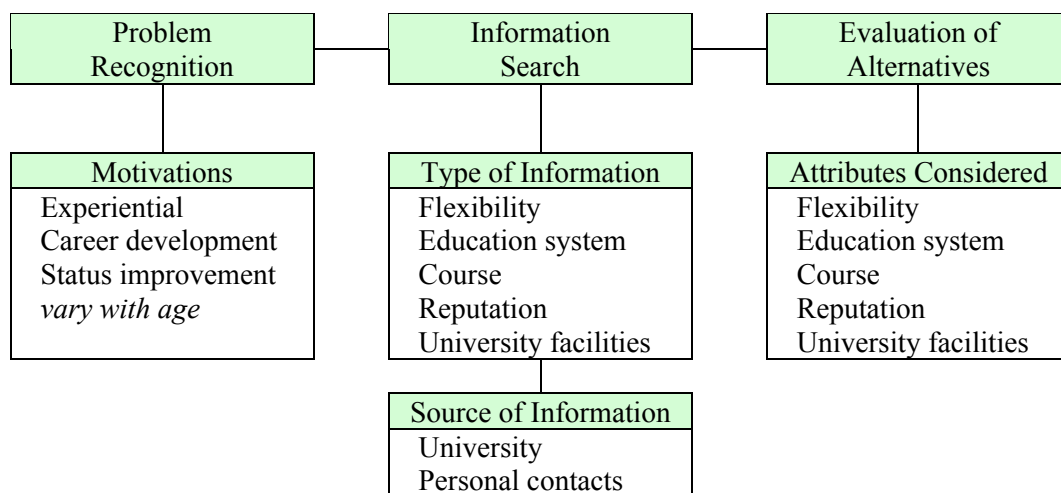 Problem
Recognition
Information
Search
Evaluation of
Alternatives
Motivations
Experiential
Career development
Status improvement
vary with age
Type of Information
Flexibility
Education system
Course
Reputation
University facilities
Attributes Considered
Flexibility
Education system
Course
Reputation
University facilities
Source of Information
University
Personal contacts